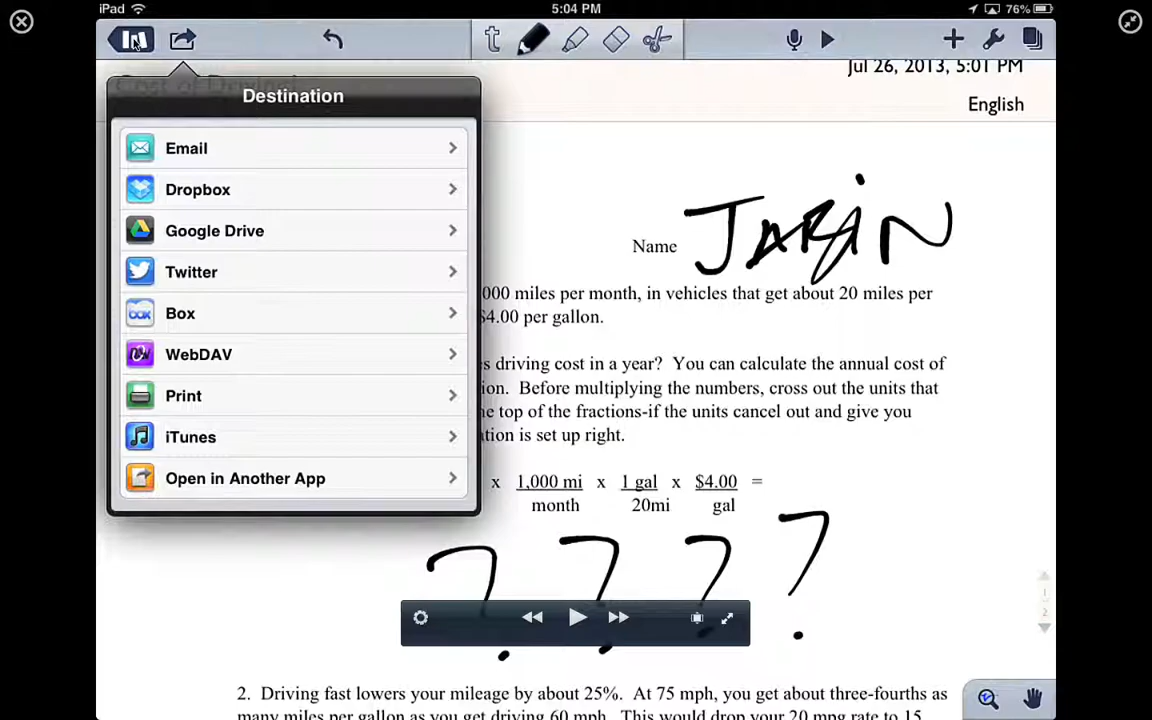 iPad 5:04 PM 76%
t
Cost of Driving
Jul 26, 2013, 5:01 PM
Destination
English
Email
Dropbox
Google Drive
Twitter
Box
WebDAV
Print
iTunes
Open in Another App
Name JARIN
000 miles per month, in vehicles that get about 20 miles per
$4.00 per gallon.
s driving cost in a year? You can calculate the annual cost of
ion. Before multiplying the numbers, cross out the units that
e top of the fractions-if the units cancel out and give you
tion is set up right.
x 1,000 mi x 1 gal x $4.00 =
month 20mi gal
? ? ? ?
1
2
2. Driving fast lowers your mileage by about 25%. At 75 mph, you get about three-fourths as
many miles per gallon as you get driving 60 mph. This would drop your 20 mpg rate to 15